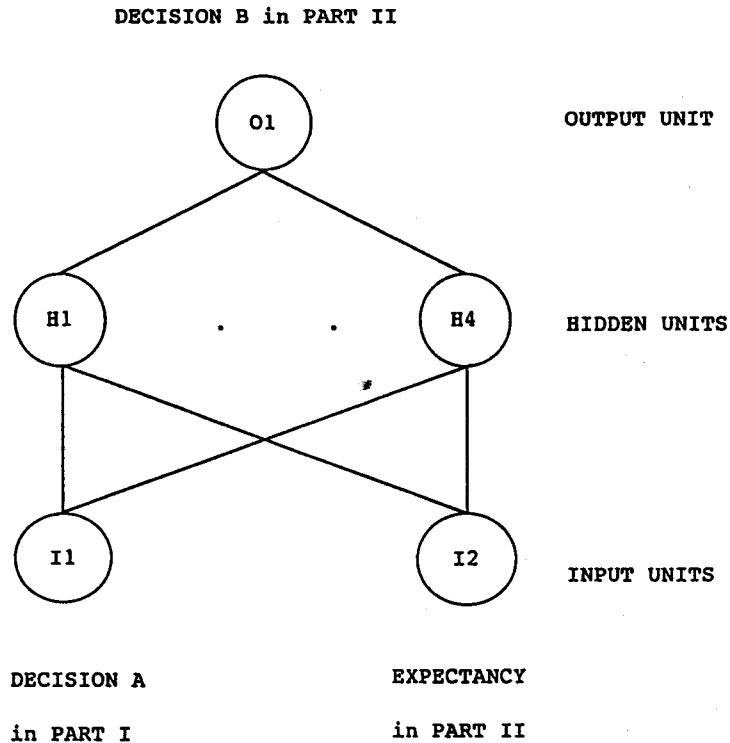 DECISION B in PART II
O1
OUTPUT UNIT
H1
H4
HIDDEN UNITS
I1
I2
INPUT UNITS
DECISION A
in PART I
EXPECTANCY
in PART II